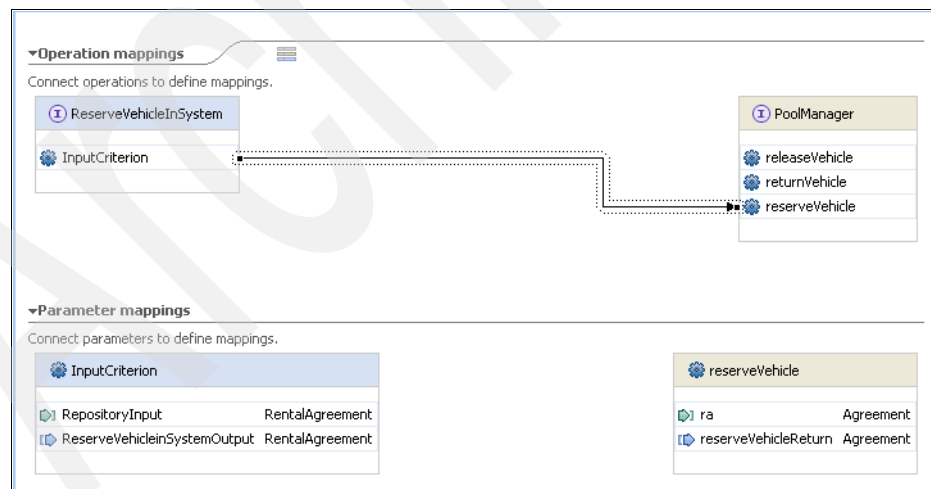 Operation mappings
Connect operations to define mappings.
ReserveVehicleInSystem
PoolManager
InputCriterion
releaseVehicle
returnVehicle
reserveVehicle
Parameter mappings
Connect parameters to define mappings.
InputCriterion
reserveVehicle
RepositoryInput RentalAgreement
ra Agreement
ReserveVehicleinSystemOutput RentalAgreement
reserveVehicleReturn Agreement